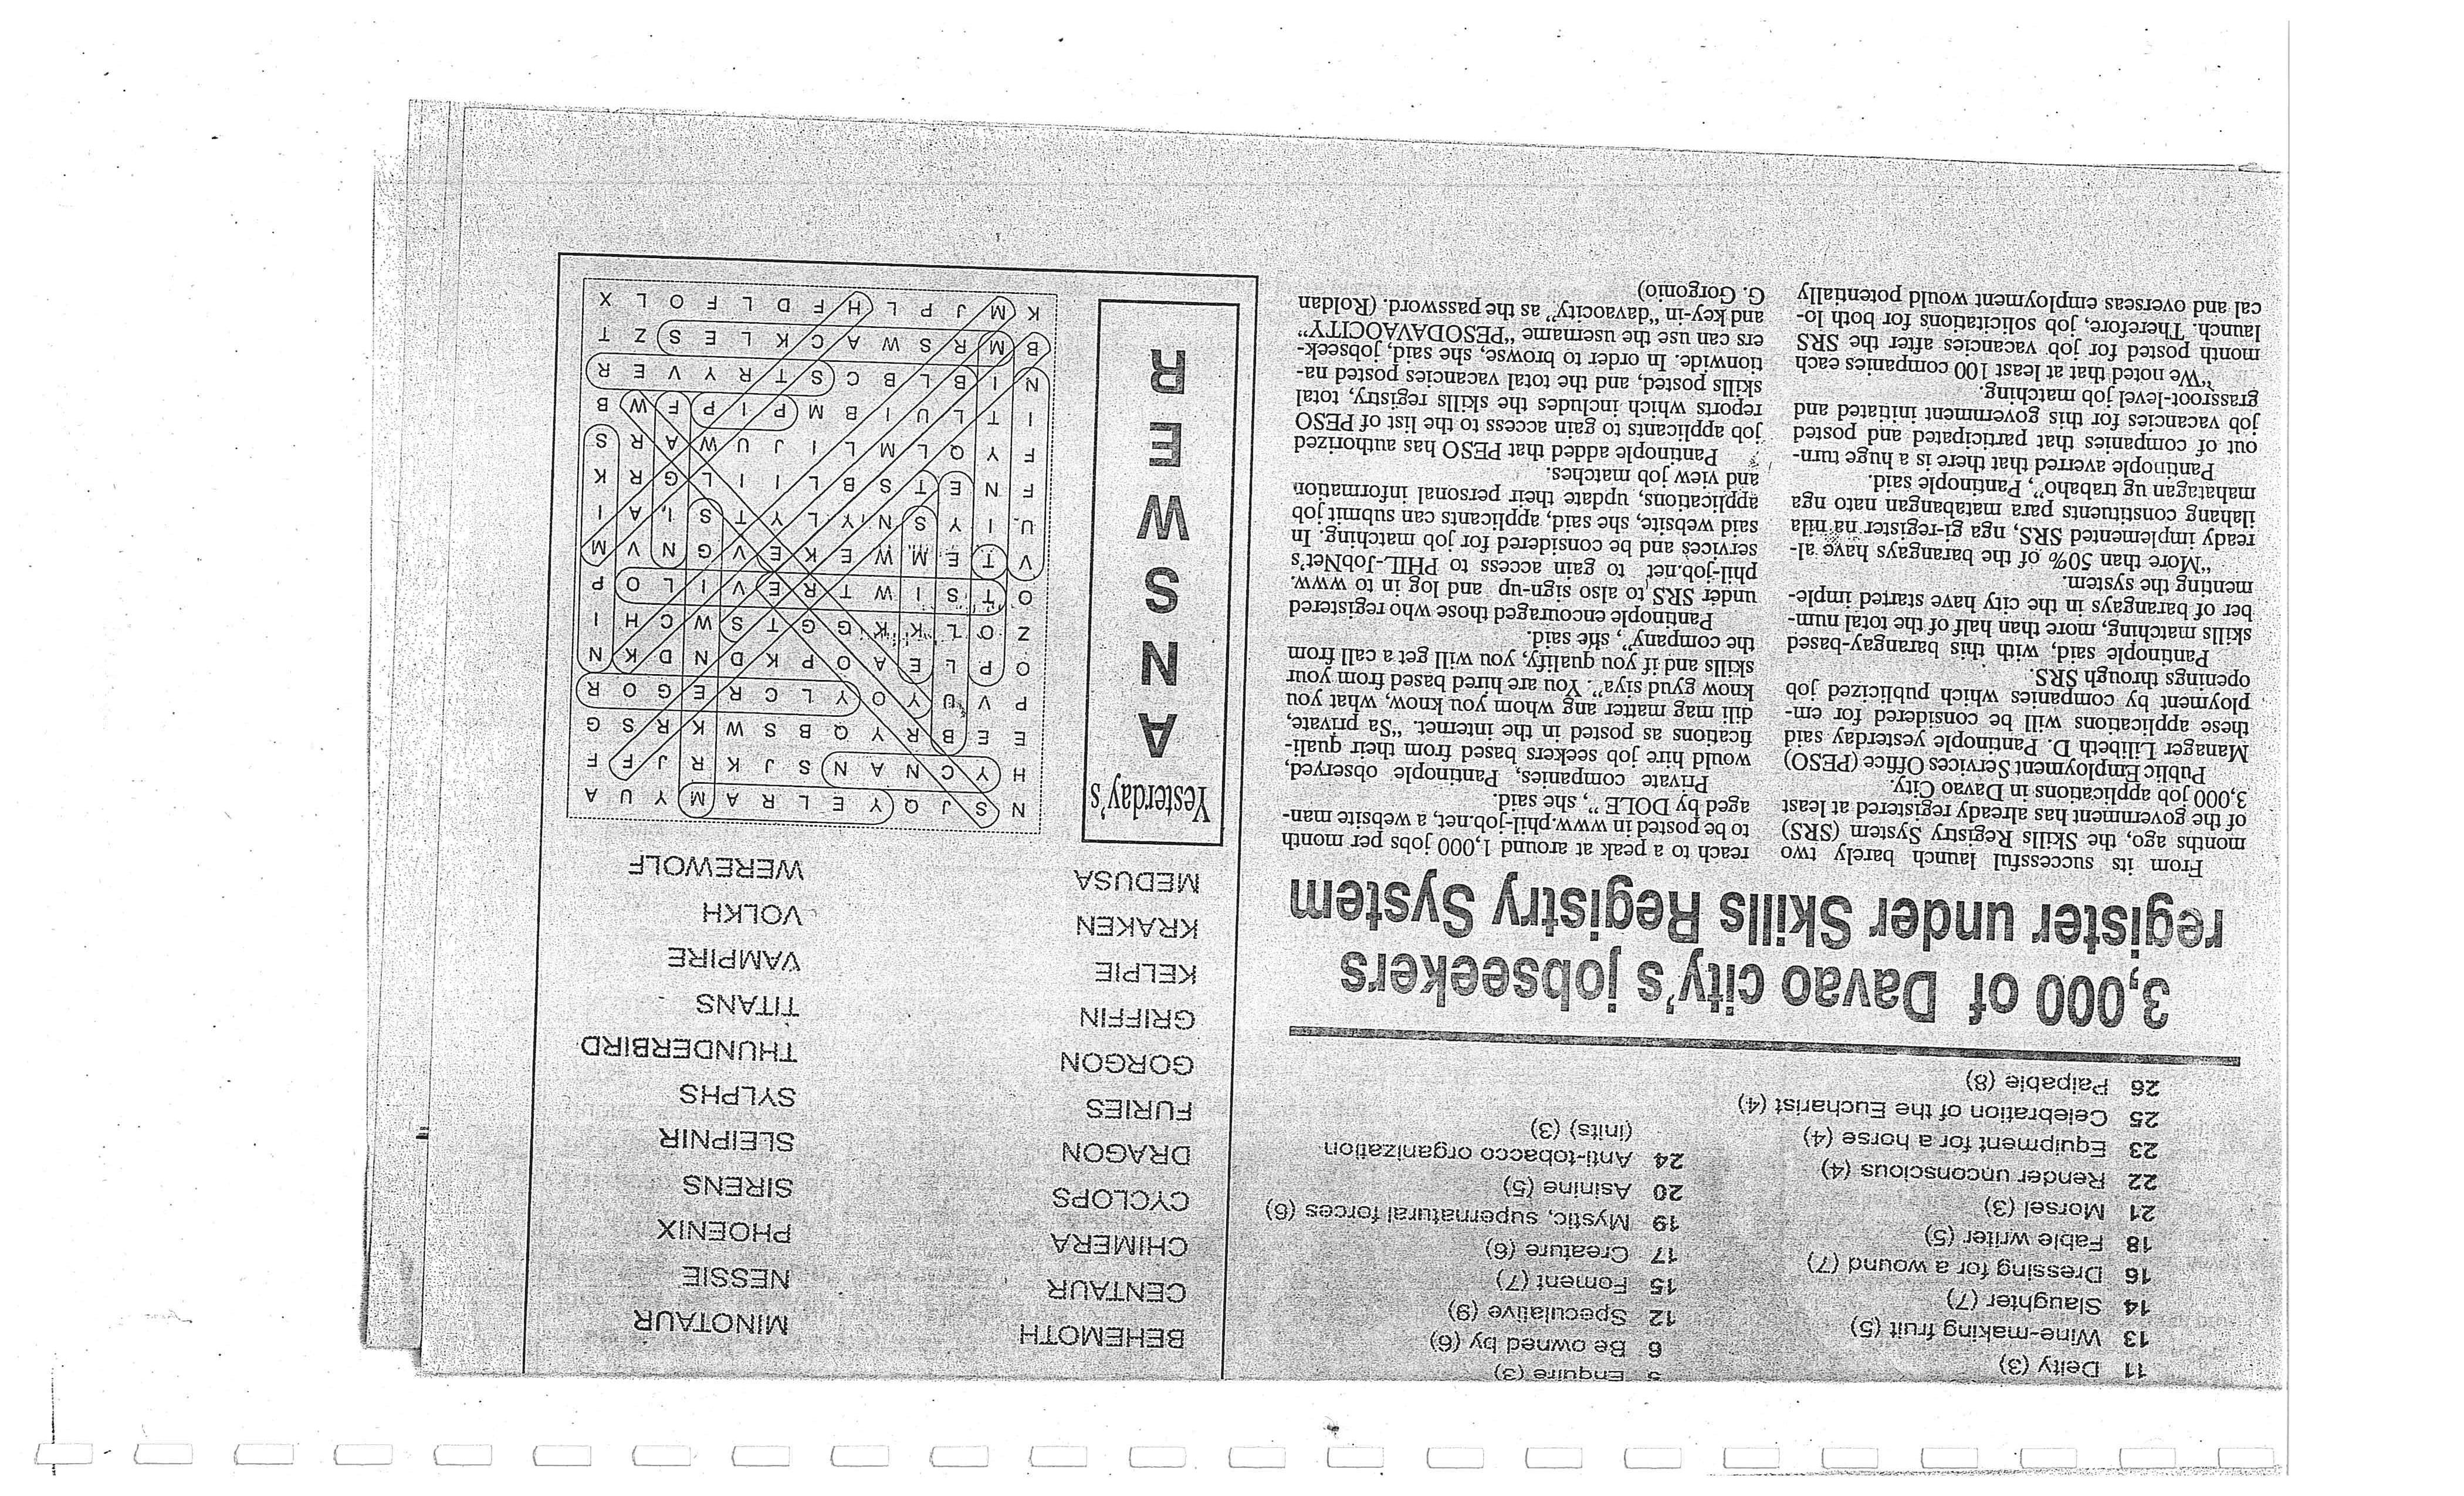 11 Deity (3)
13 Wine-making fruit (5)
14 Slaughter (7)
16 Dressing for a wound (7)
18 Fable writer (5)
21 Morsel (3)
22 Render unconscious (4)
23 Equipment for a horse (4)
25 Celebration of the Eucharist (4)
26 Palpable (8)
5 Enquire (3)
6 Be owned by (6)
12 Speculative (9)
15 Foment (7)
17 Creature (6)
19 Mystic, supernatural forces (6)
20 Asinine (5)
24 Anti-tobacco organization
(inits) (3)
3,000 of Davao city's jobseekers
register under Skills Registry System
From its successful launch barely two
months ago, the Skills Registry System (SRS)
of the government has already registered at least
3,000 job applications in Davao City.
Public Employment Services Office (PESO)
Manager Lilibeth D. Pantinople yesterday said
these applications will be considered for em-
ployment by companies which publicized job
openings through SRS.
Pantinople said, with this barangay-based
skills matching, more than half of the total num-
ber of barangays in the city have started imple-
menting the system.
“More than 50% of the barangays have al-
ready implemented SRS, nga gi-register na nila
ilahang constituents para matabangan nato nga
mahatagan ug trabaho”, Pantinople said.
Pantinople averred that there is a huge turn-
out of companies that participated and posted
job vacancies for this government initiated and
grassroot-level job matching.
“We noted that at least 100 companies each
month posted for job vacancies after the SRS
launch. Therefore, job solicitations for both lo-
cal and overseas employment would potentially
reach to a peak at around 1,000 jobs per month
to be posted in www.phil-job.net, a website man-
aged by DOLE”, she said.
Private companies, Pantinople observed,
would hire job seekers based from their quali-
fications as posted in the internet. “Sa private,
dili mag matter ang whom you know, what you
know gyud siya”. You are hired based from your
skills and if you qualify, you will get a call from
the company”, she said.
Pantinople encouraged those who registered
under SRS to also sign-up and log in to www.
phil-job.net to gain access to PHIL-JobNet's
services and be considered for job matching. In
said website, she said, applicants can submit job
applications, update their personal information
and view job matches.
Pantinople added that PESO has authorized
job applicants to gain access to the list of PESO
reports which includes the skills registry, total
skills posted, and the total vacancies posted na-
tionwide. In order to browse, she said, jobseek-
ers can use the username “PESODAVAOCITY”
and key-in “davaocity” as the password. (Roldan
G. Gorgonio)
BEHEMOTH
CENTAUR
CHIMERA
CYCLOPS
DRAGON
FURIES
GORGON
GRIFFIN
KELPIE
KRAKEN
MEDUSA
MINOTAUR
NESSIE
PHOENIX
SIRENS
SLEIPNIR
SYLPHS
THUNDERBIRD
TITANS
VAMPIRE
VOLKH
WEREWOLF
Yesterday's
ANSWER
N S J Q Y E L R A M Y U A
H Y C N A N S J K R J F F
E E B R Y Q B S W K R S G
P V U Y O Y L C R E G O R
O P L E A O P K D N D K N
Z O L K K G G T S W C H I
O T S I W T R E V I L O P
V T E M W E K E V G N V M
U I Y S N Y L Y T S I A I
F N E T S B L I I L G R K
F Y Q L M L I J U W A R S
I T L U I B M P I P F W B
N I B L B C S T R Y V E R
B M R S W A C K L E S Z T
K M J P L H F D L F O L X